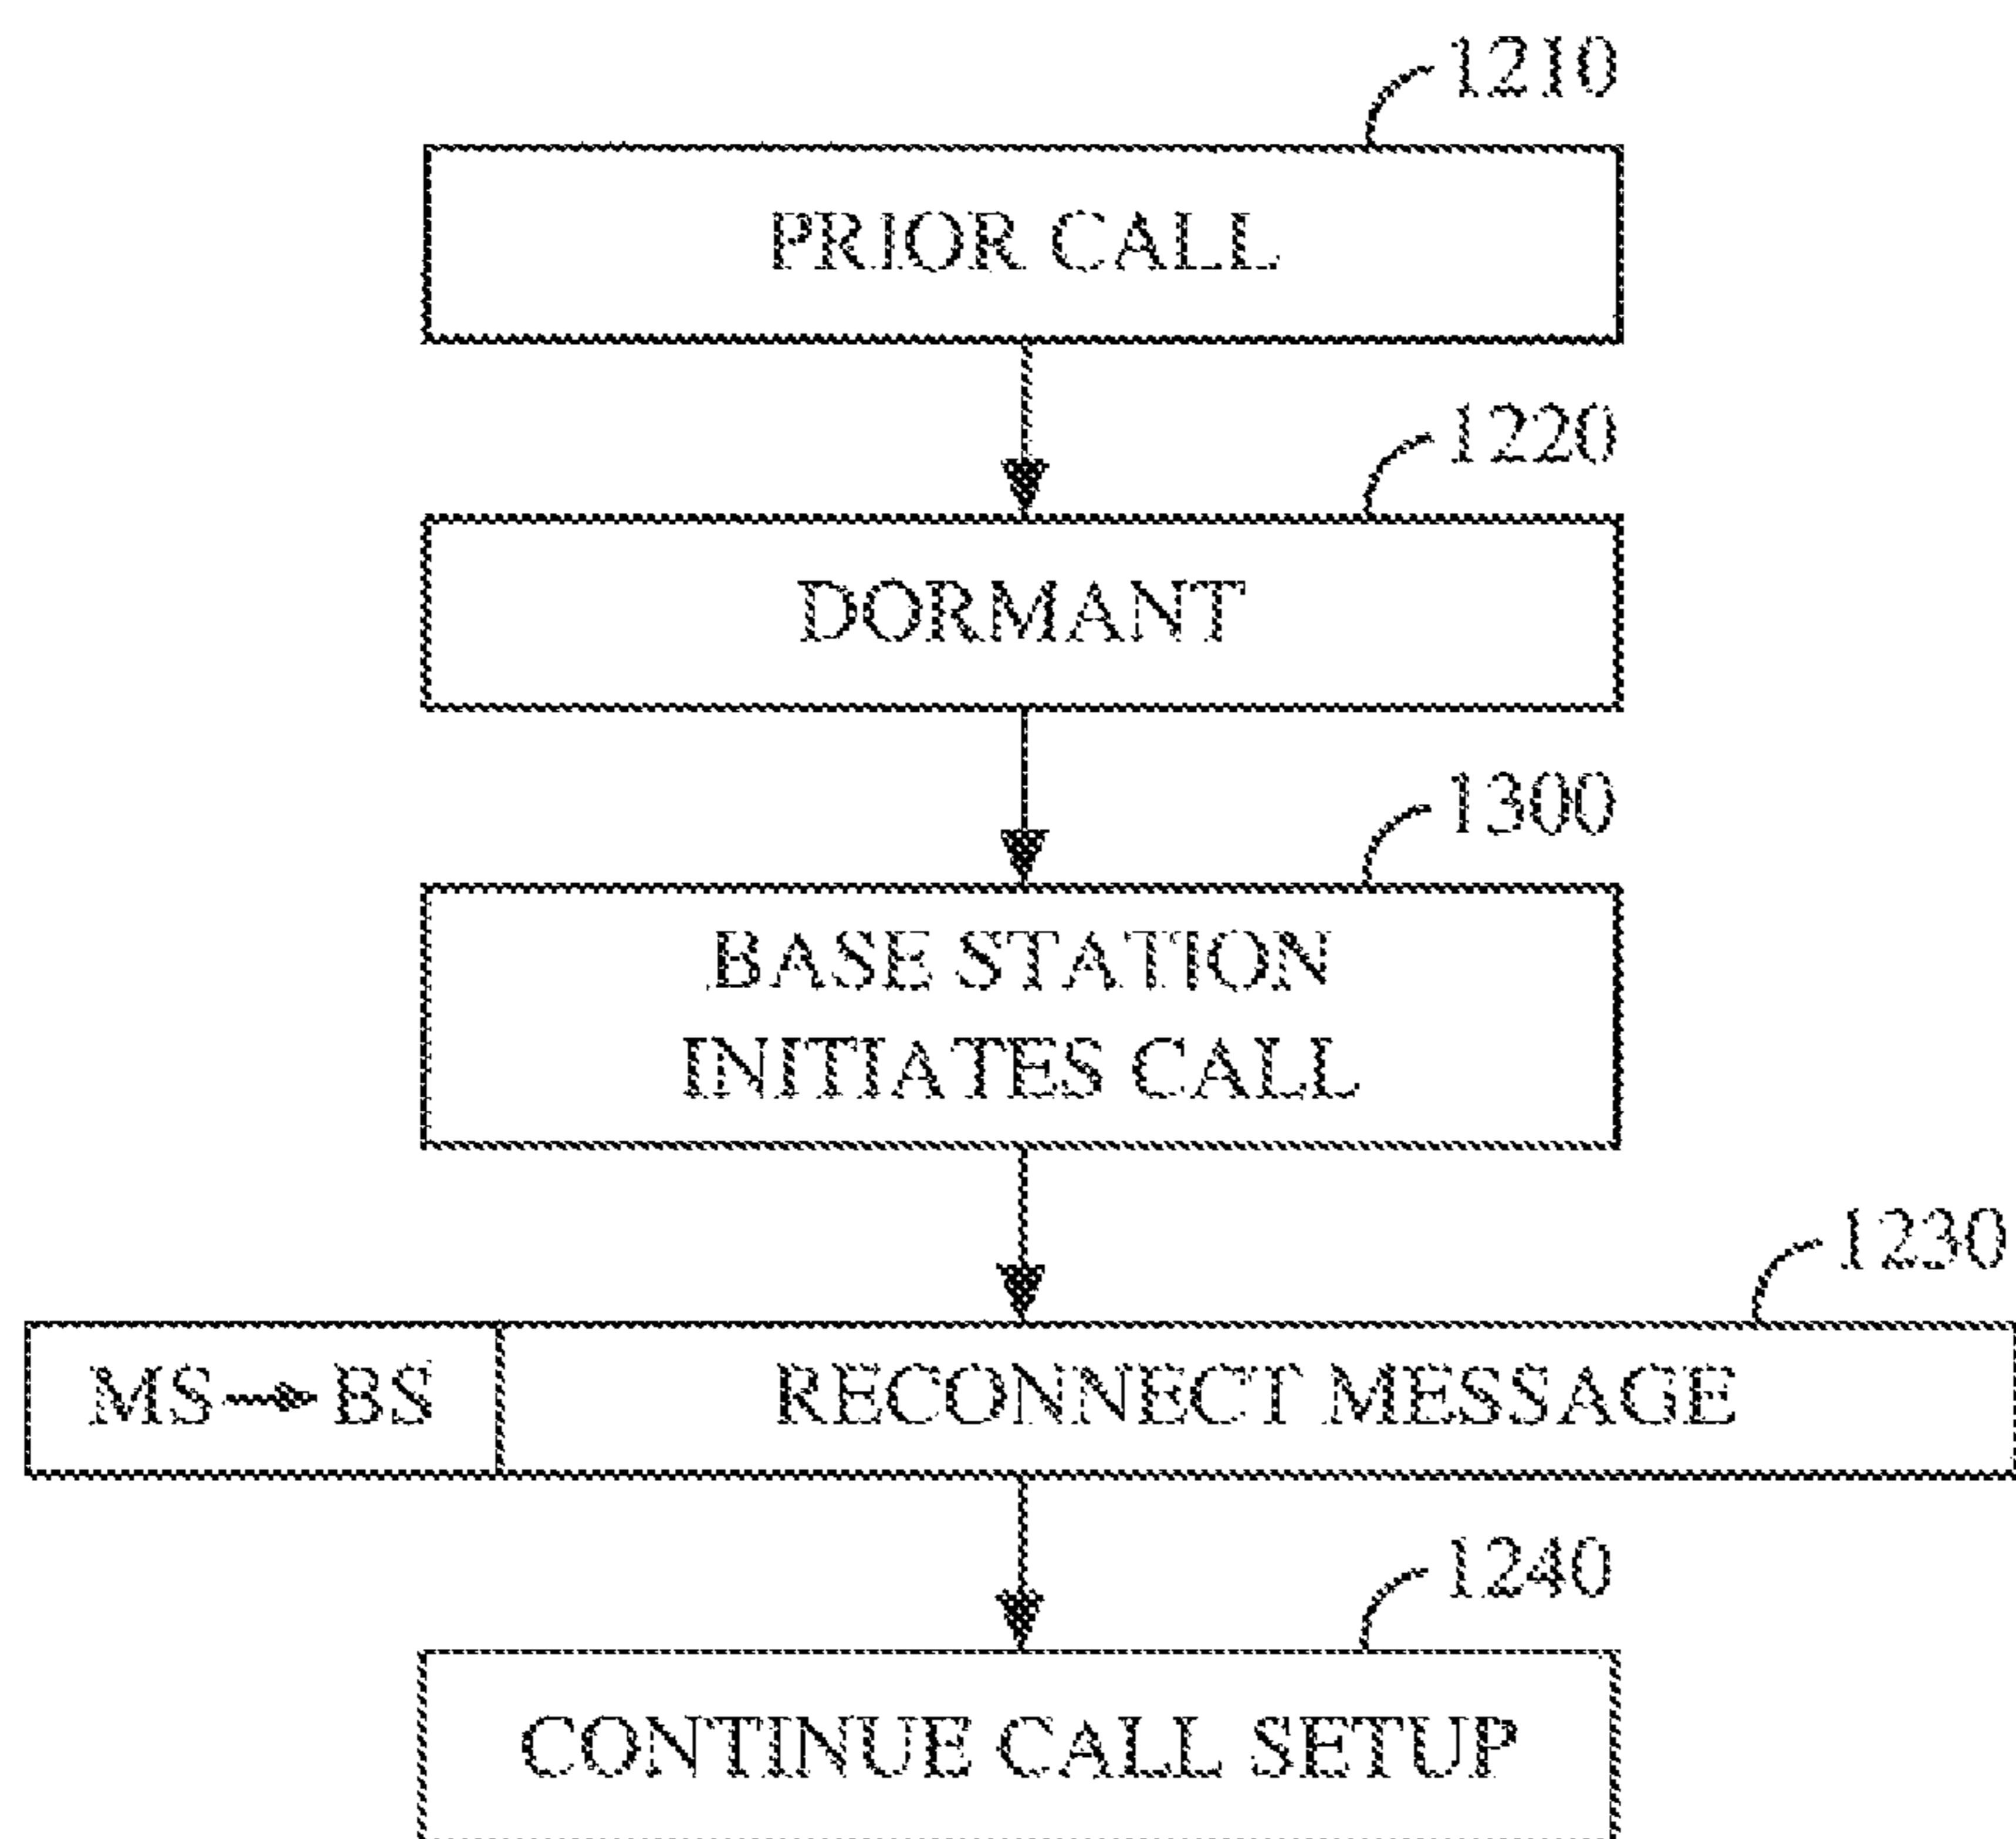 1210
PRIOR CALL
1220
DORMANT
1300
BASE STATION
INITIATES CALL
1230
MS→BS RECONNECT MESSAGE
1240
CONTINUE CALL SETUP